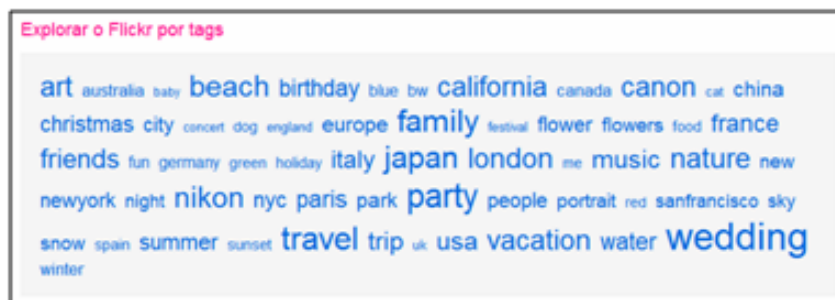 Explorar o Flickr por tags
art australia baby beach birthday blue bw california canada canon cat china
christmas city concert dog england europe family festival flower flowers food france
friends fun germany green holiday italy japan london me music nature new
newyork night nikon nyc paris park party people portrait red sanfrancisco sky
snow spain summer sunset travel trip uk usa vacation water wedding
winter